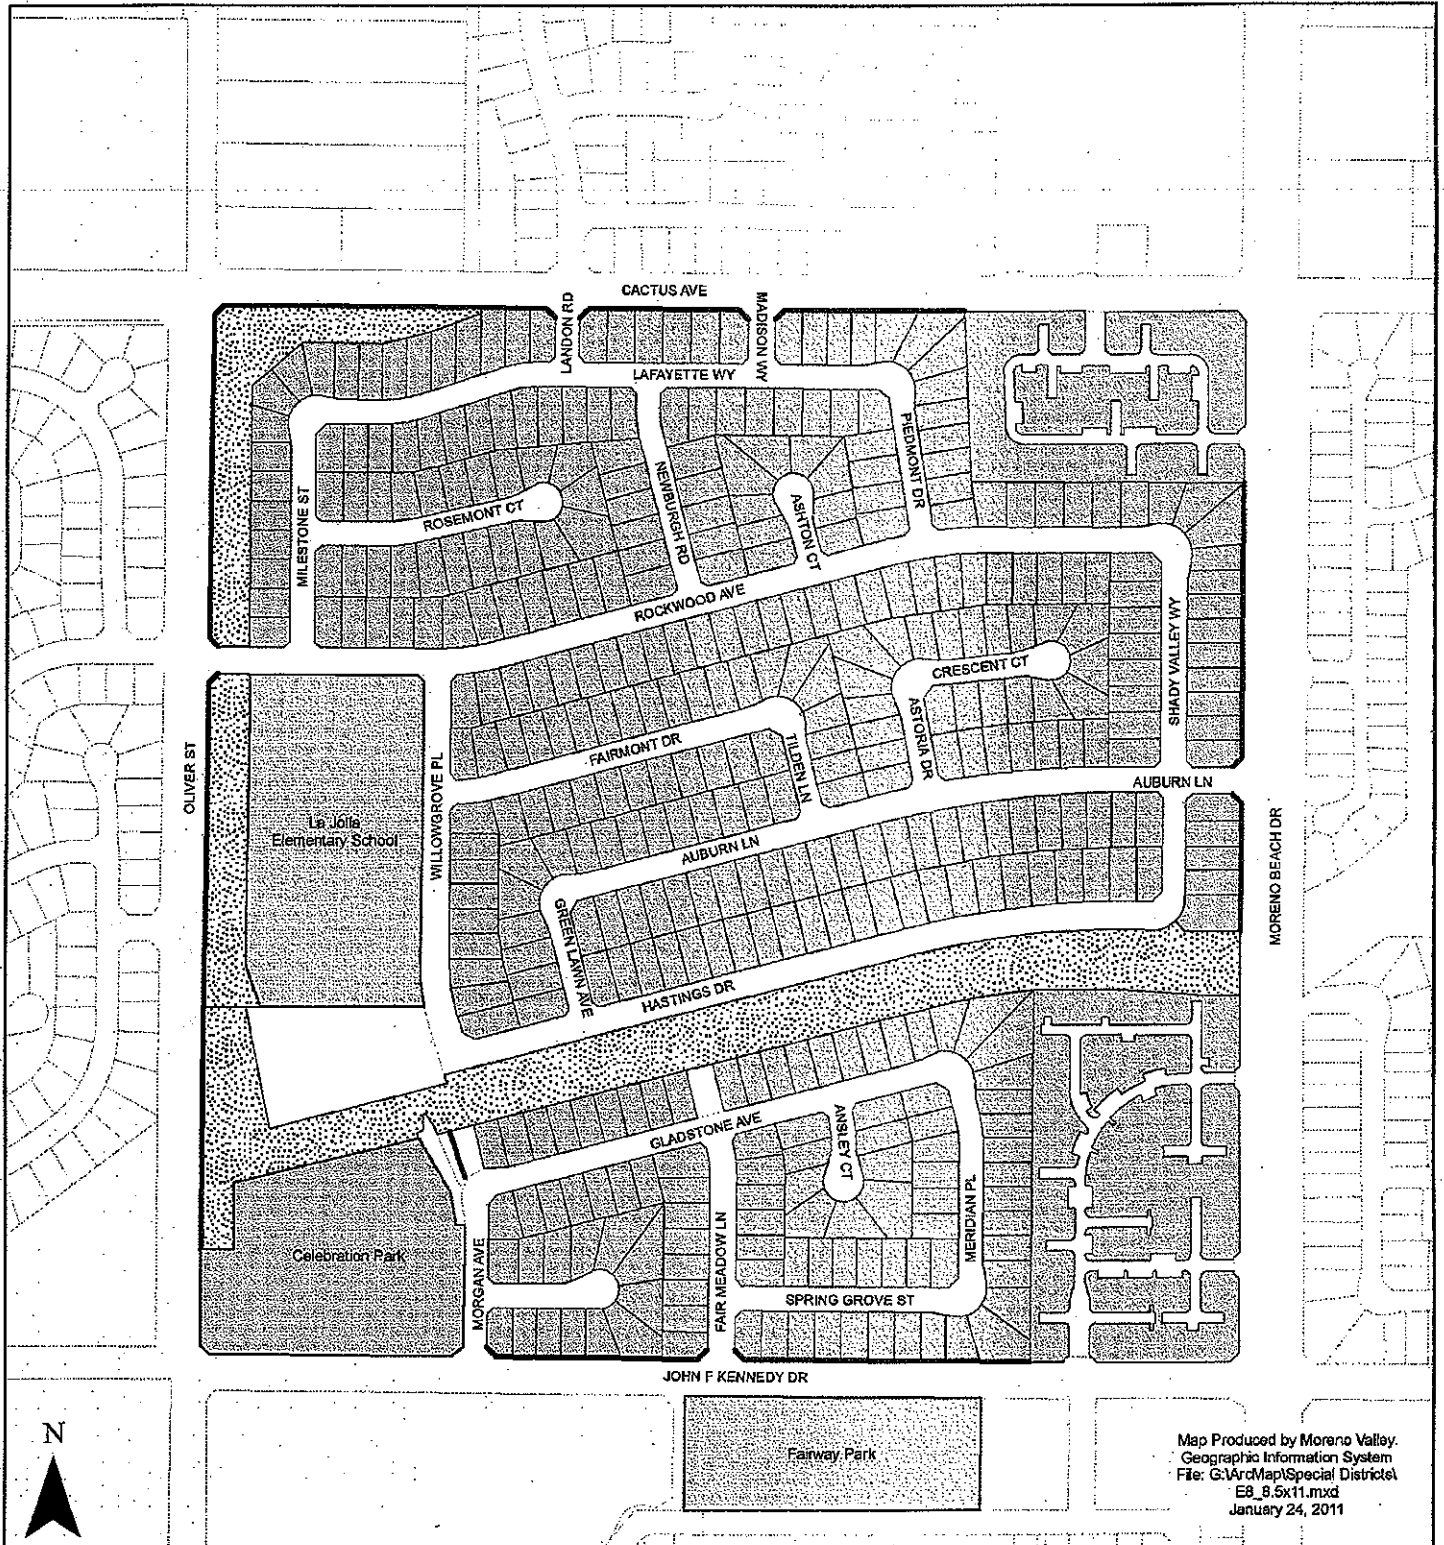 CACTUS AVE
LANDON RD
MADISON WY
LAFAYETTE WY
PIEDMONT DR
MILESTONE ST
ROSEMONT CT
NEWBURGH RD
ASHTON CT
ROCKWOOD AVE
SHADY VALLEY WY
CRESCENT CT
ASTORIA DR
FAIRMONT DR
TILDEN LN
OLIVER ST
WILLOWGROVE PL
AUBURN LN
La Jolla
Elementary School
AUBURN LN
MORENO BEACH DR
GREEN LAWN AVE
HASTINGS DR
GLADSTONE AVE
ANSLEY CT
MERIDIAN PL
Celebration Park
MORGAN AVE
FAIR MEADOW LN
SPRING GROVE ST
JOHN F KENNEDY DR
N
Fairway Park
Map Produced by Moreno Valley.
Geographic Information System
File: G:\ArcMap\Special Districts\
E8_8.5x11.mxd
January 24, 2011